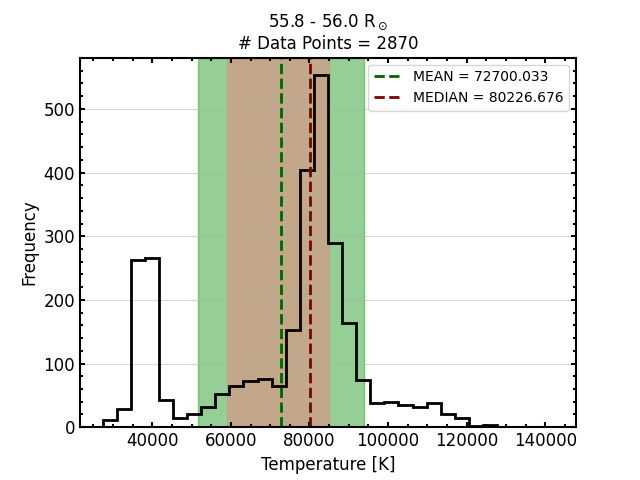 55.8 - 56.0 R⊙
# Data Points = 2870
MEAN = 72700.033
MEDIAN = 80226.676
Frequency
500
400
300
200
100
0
40000 60000 80000 100000 120000 140000
Temperature [K]